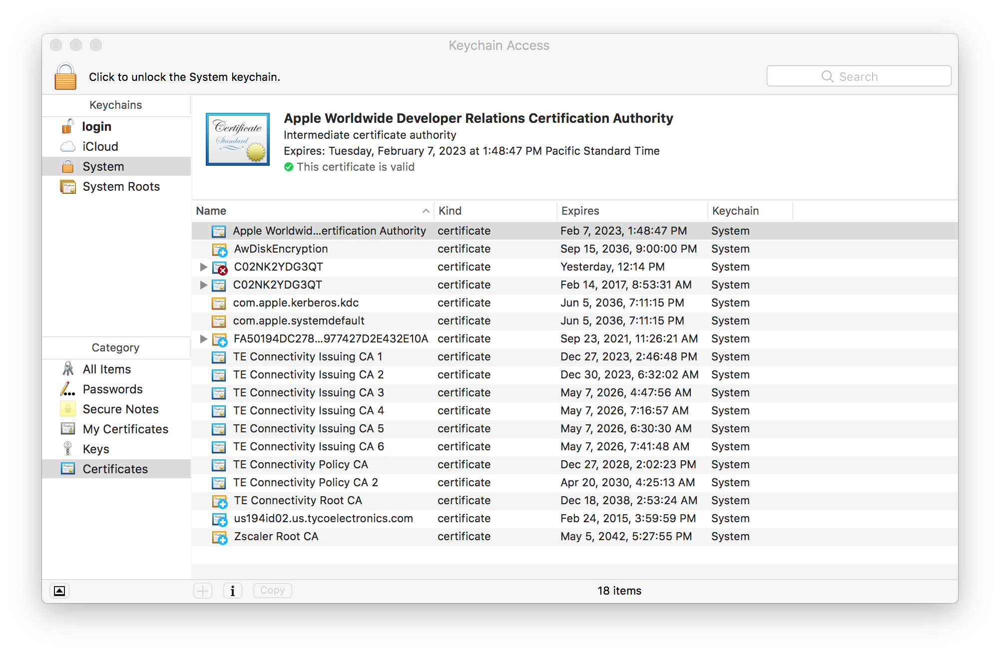 Keychain Access
Click to unlock the System keychain.
Search
Keychains
login
iCloud
System
System Roots
Category
All Items
Passwords
Secure Notes
My Certificates
Keys
Certificates
Certificate
Standard
Apple Worldwide Developer Relations Certification Authority
Intermediate certificate authority
Expires: Tuesday, February 7, 2023 at 1:48:47 PM Pacific Standard Time
This certificate is valid
Name Kind Expires Keychain
Apple Worldwid...ertification Authority certificate Feb 7, 2023, 1:48:47 PM System
AwDiskEncryption certificate Sep 15, 2036, 9:00:00 PM System
C02NK2YDG3QT certificate Yesterday, 12:14 PM System
C02NK2YDG3QT certificate Feb 14, 2017, 8:53:31 AM System
com.apple.kerberos.kdc certificate Jun 5, 2036, 7:11:15 PM System
com.apple.systemdefault certificate Jun 5, 2036, 7:11:15 PM System
FA50194DC278...977427D2E432E10A certificate Sep 23, 2021, 11:26:21 AM System
TE Connectivity Issuing CA 1 certificate Dec 27, 2023, 2:46:48 PM System
TE Connectivity Issuing CA 2 certificate Dec 30, 2023, 6:32:02 AM System
TE Connectivity Issuing CA 3 certificate May 7, 2026, 4:47:56 AM System
TE Connectivity Issuing CA 4 certificate May 7, 2026, 7:16:57 AM System
TE Connectivity Issuing CA 5 certificate May 7, 2026, 6:30:30 AM System
TE Connectivity Issuing CA 6 certificate May 7, 2026, 7:41:48 AM System
TE Connectivity Policy CA certificate Dec 27, 2028, 2:02:23 PM System
TE Connectivity Policy CA 2 certificate Apr 20, 2030, 4:25:13 AM System
TE Connectivity Root CA certificate Dec 18, 2038, 2:53:24 AM System
us194id02.us.tycoelectronics.com certificate Feb 24, 2015, 3:59:59 PM System
Zscaler Root CA certificate May 5, 2042, 5:27:55 PM System
Copy
18 items